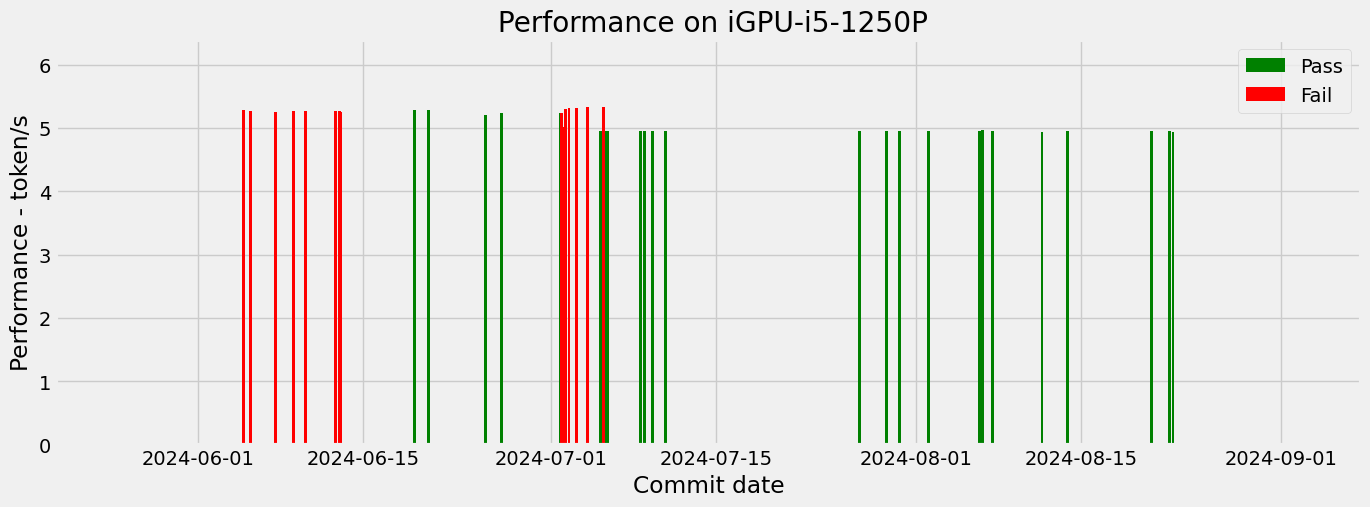 Performance on iGPU-i5-1250P
Pass
Fail
Performance - token/s
6
5
4
3
2
1
0
2024-06-01 2024-06-15 2024-07-01 2024-07-15 2024-08-01 2024-08-15 2024-09-01
Commit date